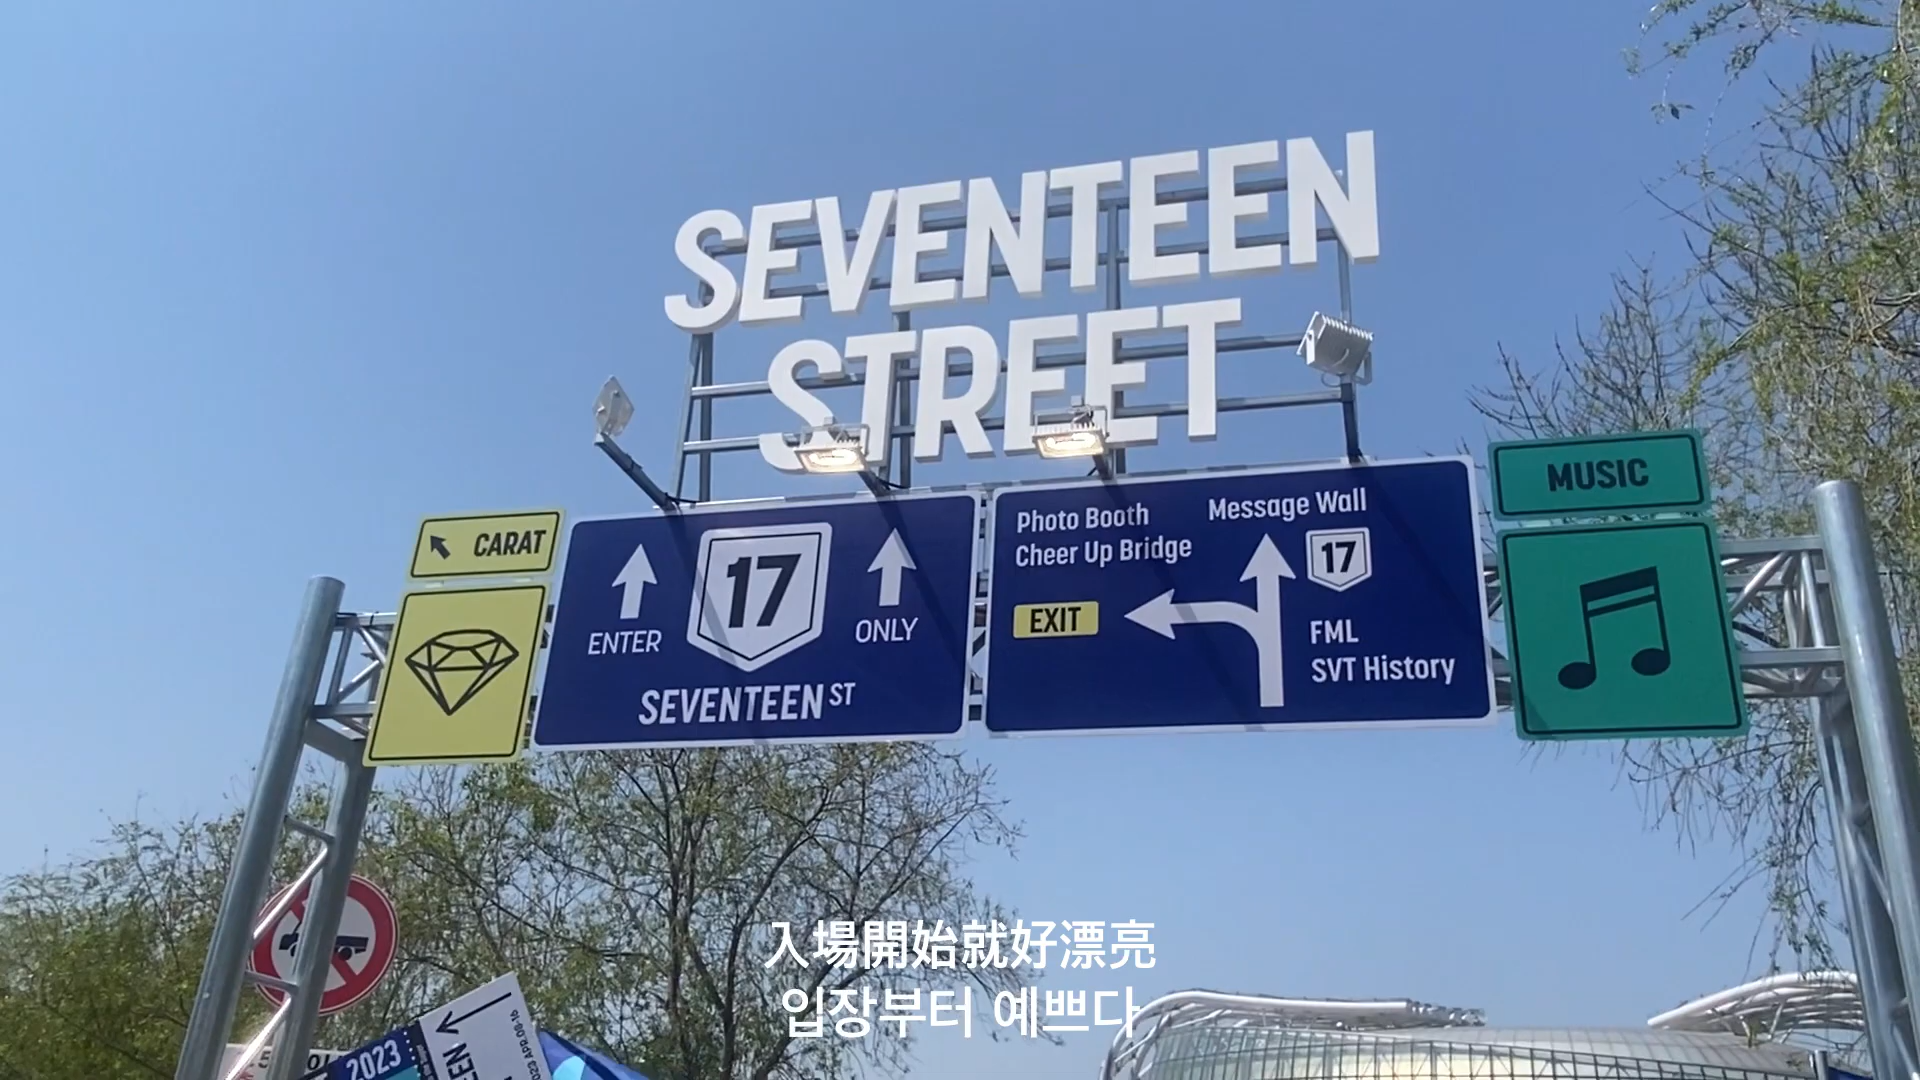 SEVENTEEN
STREET
CARAT
ENTER
17
ONLY
SEVENTEEN ST
Photo Booth
Cheer Up Bridge
Message Wall
17
EXIT
FML
SVT History
MUSIC
入場開始就好漂亮
입장부터 예쁘다
2023